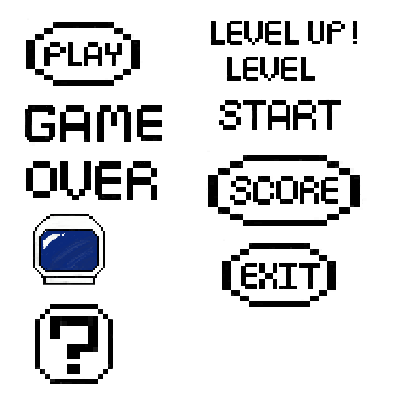 PLAY
GAME
OVER
?
LEVEL UP!
LEVEL
START
SCORE
EXIT